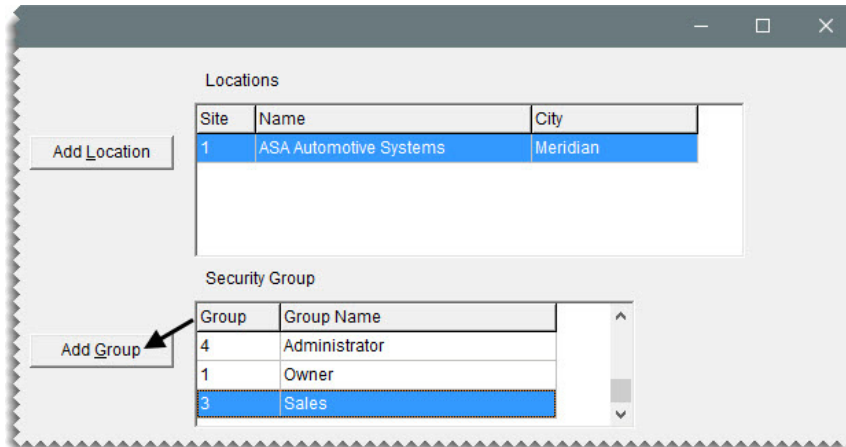 Locations
Site Name City
Add Location
1 ASA Automotive Systems Meridian
Security Group
Group Group Name
Add Group
4 Administrator
1 Owner
3 Sales